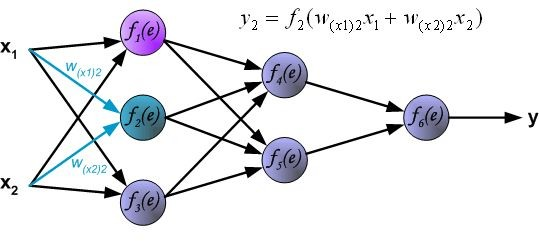 y₂ = f₂(w₍ₓ₁₎₂x₁ + w₍ₓ₂₎₂x₂)
f₁(e)
x₁
w₍ₓ₁₎₂
f₄(e)
f₂(e)
f₆(e)
y
w₍ₓ₂₎₂
f₅(e)
x₂
f₃(e)